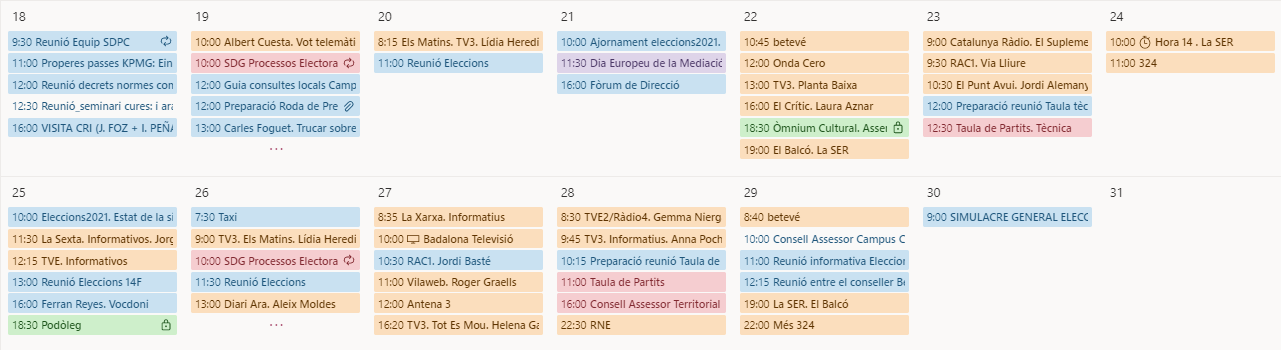 18
9:30 Reunió Equip SDPC
11:00 Properes passes KPMG: Ein
12:00 Reunió decrets normes con
12:30 Reunió_seminari cures: i ara
16:00 VISITA CRI (J. FOZ + I. PEÑA
19
10:00 Albert Cuesta. Vot telemàti
10:00 SDG Processos Electora
12:00 Guia consultes locals Camp
12:00 Preparació Roda de Pre
13:00 Carles Foguet. Trucar sobre
...
20
8:15 Els Matins. TV3. Lídia Heredi
11:00 Reunió Eleccions
21
10:00 Ajornament eleccions2021.
11:30 Dia Europeu de la Mediació
16:00 Fòrum de Direcció
22
10:45 betevé
12:00 Onda Cero
13:00 TV3. Planta Baixa
16:00 El Crític. Laura Aznar
18:30 Òmnium Cultural. Asse
19:00 El Balcó. La SER
23
9:00 Catalunya Ràdio. El Supleme
9:30 RAC1. Via Lliure
10:30 El Punt Avui. Jordi Alemany
12:00 Preparació reunió Taula tèc
12:30 Taula de Partits. Tècnica
24
10:00 Hora 14 . La SER
11:00 324
25
10:00 Eleccions2021. Estat de la si
11:30 La Sexta. Informativos. Jorg
12:15 TVE. Informativos
13:00 Reunió Eleccions 14F
16:00 Ferran Reyes. Vocdoni
18:30 Podòleg
26
7:30 Taxi
9:00 TV3. Els Matins. Lídia Heredi
10:00 SDG Processos Electora
11:30 Reunió Eleccions
13:00 Diari Ara. Aleix Moldes
...
27
8:35 La Xarxa. Informatius
10:00 Badalona Televisió
10:30 RAC1. Jordi Basté
11:00 Vilaweb. Roger Graells
12:00 Antena 3
16:20 TV3. Tot Es Mou. Helena Ga
28
8:30 TVE2/Ràdio4. Gemma Nierg
9:45 TV3. Informatius. Anna Poch
10:15 Preparació reunió Taula de
11:00 Taula de Partits
16:00 Consell Assessor Territorial
22:30 RNE
29
8:40 betevé
10:00 Consell Assessor Campus C
11:00 Reunió informativa Eleccior
12:15 Reunió entre el conseller Be
19:00 La SER. El Balcó
22:00 Més 324
30
9:00 SIMULACRE GENERAL ELECC
31